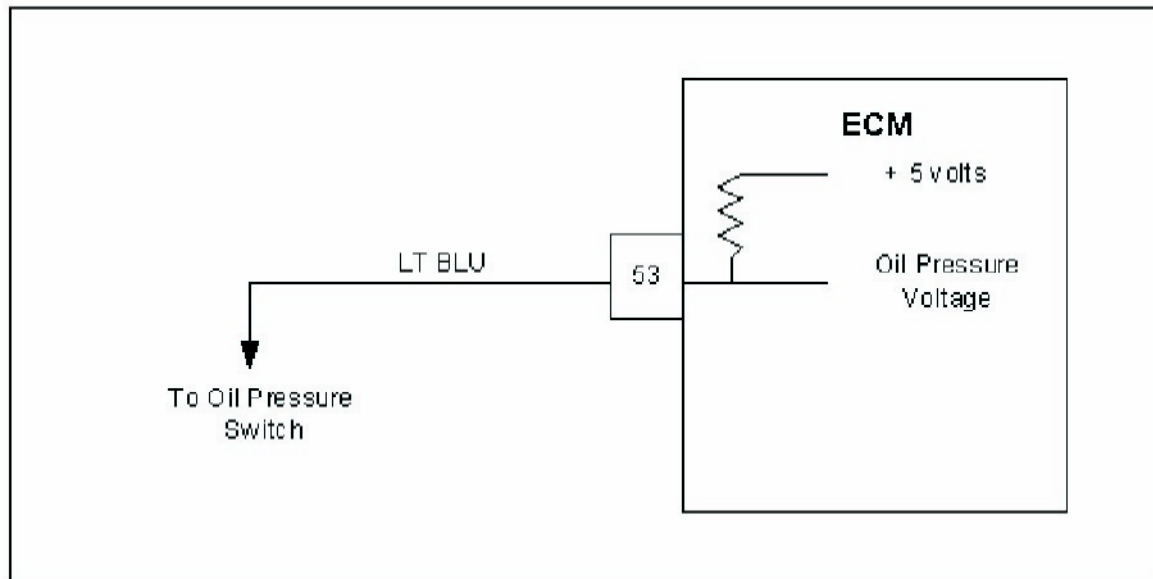 ECM
+ 5 volts
Oil Pressure
Voltage
53
LT BLU
To Oil Pressure
Switch